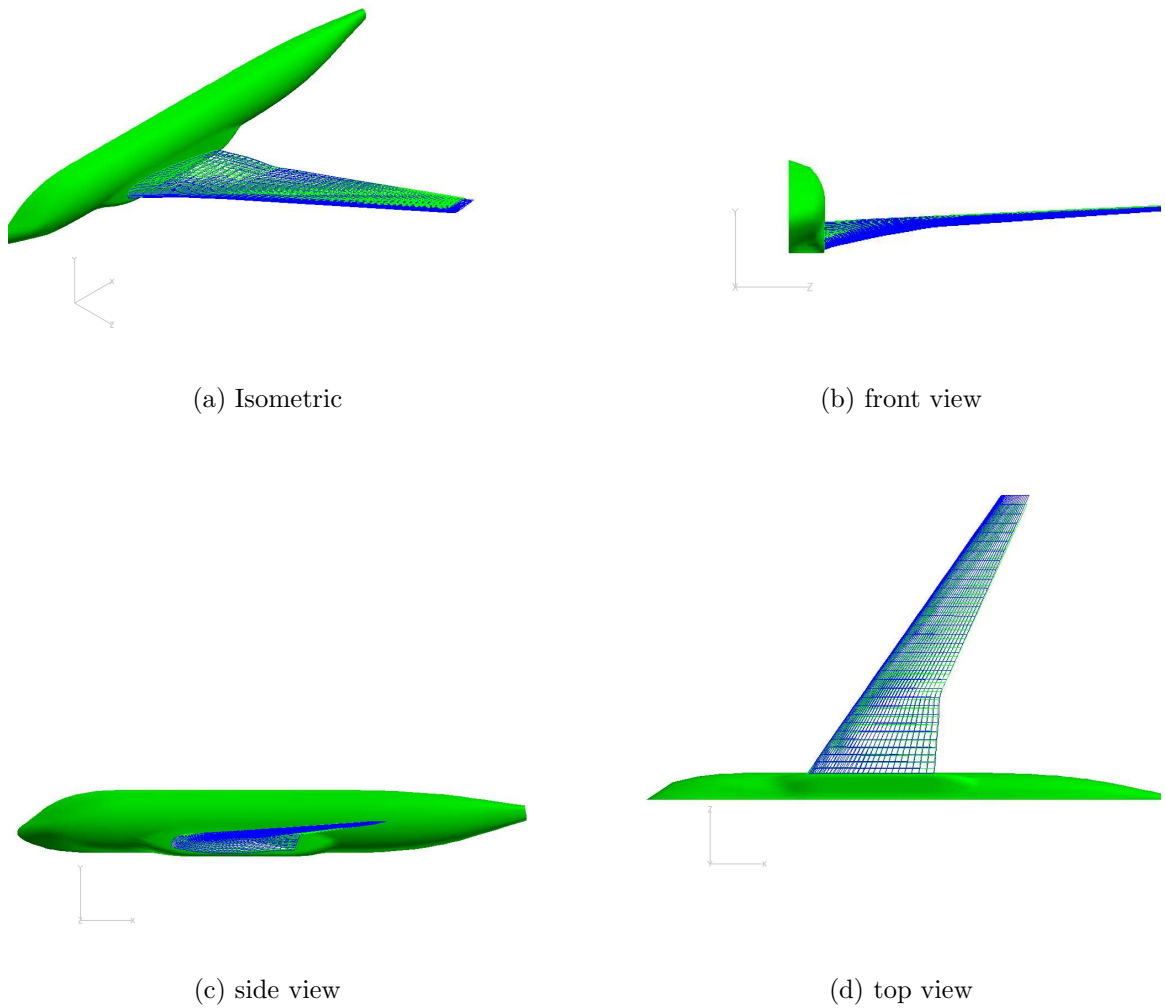 Y
X
Z
(a) Isometric
Y
X Z
(b) front view
Y
Z X
(c) side view
Z
Y X
(d) top view